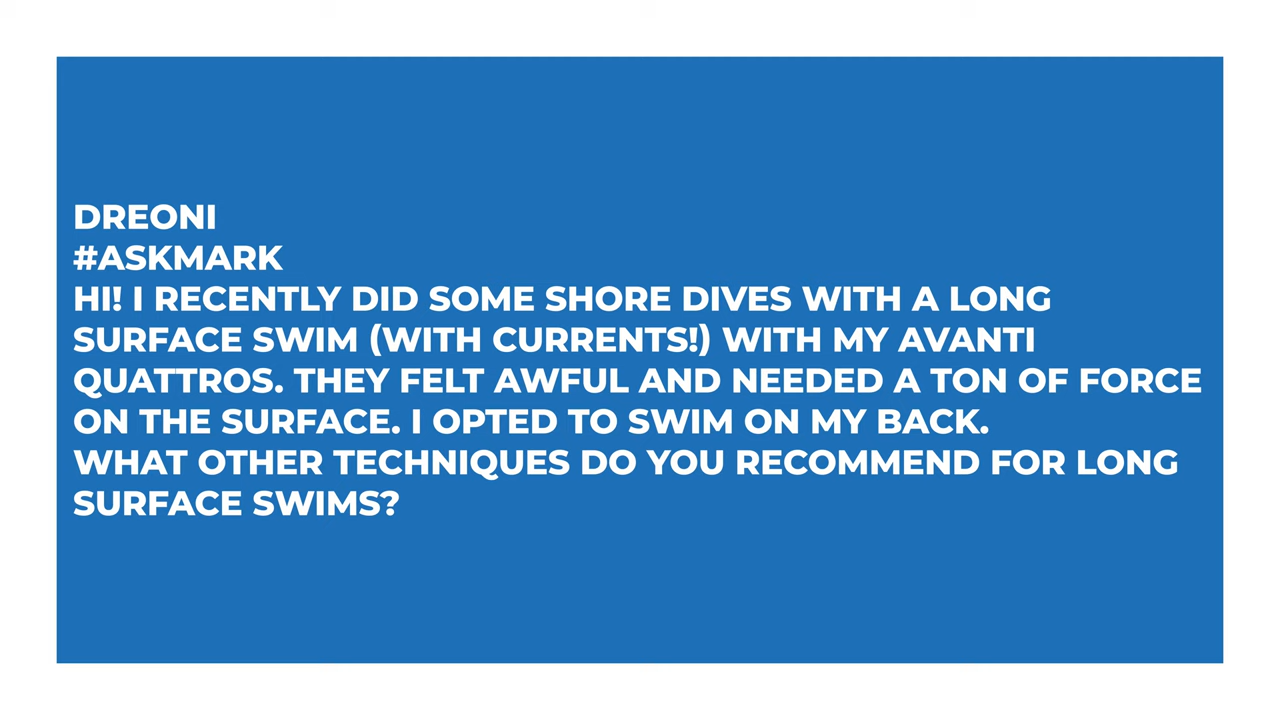 DREONI
#ASKMARK
HI! I RECENTLY DID SOME SHORE DIVES WITH A LONG
SURFACE SWIM (WITH CURRENTS!) WITH MY AVANTI
QUATTROS. THEY FELT AWFUL AND NEEDED A TON OF FORCE
ON THE SURFACE. I OPTED TO SWIM ON MY BACK.
WHAT OTHER TECHNIQUES DO YOU RECOMMEND FOR LONG
SURFACE SWIMS?